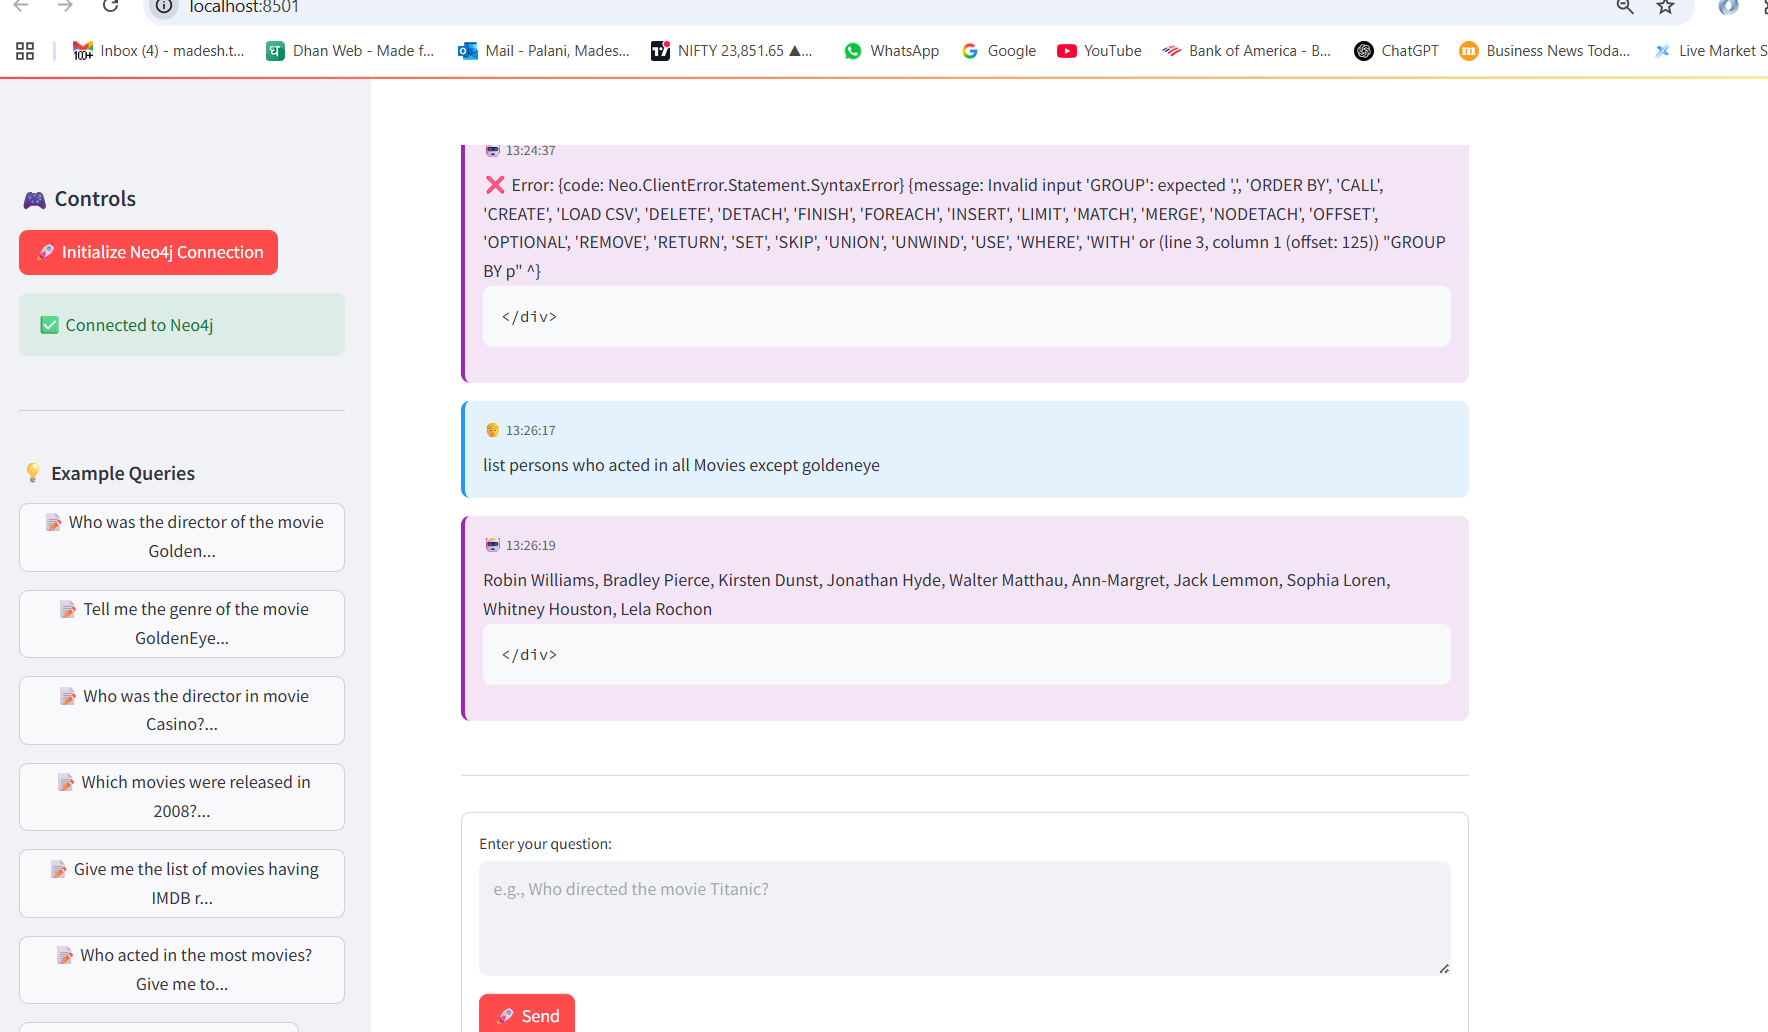 localhost:8501
Inbox (4) - madesh.t...
Dhan Web - Made f...
Mail - Palani, Mades...
NIFTY 23,851.65 ▲...
WhatsApp
Google
YouTube
Bank of America - B...
ChatGPT
Business News Toda...
Live Market S
🎮 Controls
🚀 Initialize Neo4j Connection
✅ Connected to Neo4j
💡 Example Queries
📝 Who was the director of the movie
Golden...
📝 Tell me the genre of the movie
GoldenEye...
📝 Who was the director in movie
Casino?...
📝 Which movies were released in
2008?...
📝 Give me the list of movies having
IMDB r...
📝 Who acted in the most movies?
Give me to...
🤖 13:24:37
❌ Error: {code: Neo.ClientError.Statement.SyntaxError} {message: Invalid input 'GROUP': expected ',', 'ORDER BY', 'CALL',
'CREATE', 'LOAD CSV', 'DELETE', 'DETACH', 'FINISH', 'FOREACH', 'INSERT', 'LIMIT', 'MATCH', 'MERGE', 'NODETACH', 'OFFSET',
'OPTIONAL', 'REMOVE', 'RETURN', 'SET', 'SKIP', 'UNION', 'UNWIND', 'USE', 'WHERE', 'WITH' or (line 3, column 1 (offset: 125)) "GROUP
BY p" ^}
</div>
13:26:17
list persons who acted in all Movies except goldeneye
🤖 13:26:19
Robin Williams, Bradley Pierce, Kirsten Dunst, Jonathan Hyde, Walter Matthau, Ann-Margret, Jack Lemmon, Sophia Loren,
Whitney Houston, Lela Rochon
</div>
Enter your question:
e.g., Who directed the movie Titanic?
🚀 Send